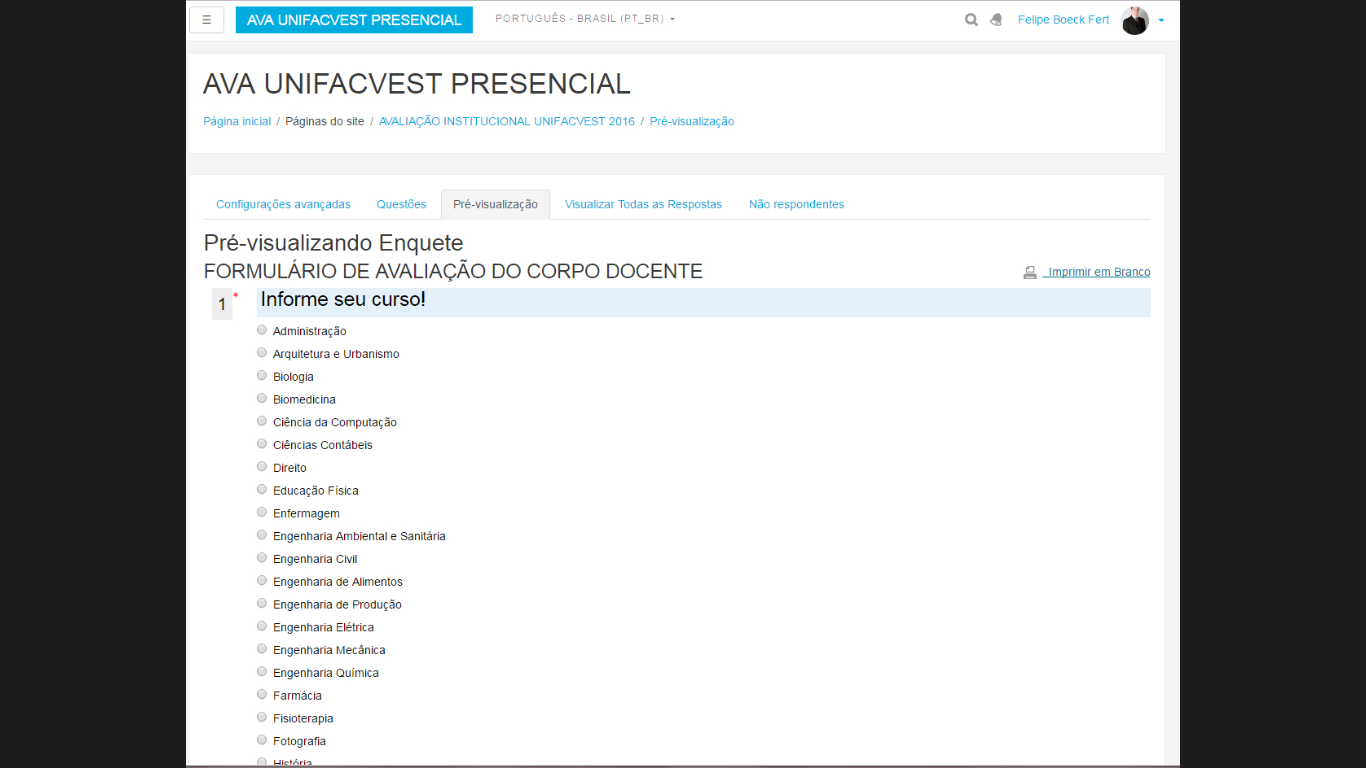 AVA UNIFACVEST PRESENCIAL PORTUGUÊS - BRASIL (PT_BR) Felipe Boeck Fert
AVA UNIFACVEST PRESENCIAL
Página inicial / Páginas do site / AVALIAÇÃO INSTITUCIONAL UNIFACVEST 2016 / Pré-visualização
Configurações avançadas Questões Pré-visualização Visualizar Todas as Respostas Não respondentes
Pré-visualizando Enquete
FORMULÁRIO DE AVALIAÇÃO DO CORPO DOCENTE Imprimir em Branco
1 * Informe seu curso!
Administração
Arquitetura e Urbanismo
Biologia
Biomedicina
Ciência da Computação
Ciências Contábeis
Direito
Educação Física
Enfermagem
Engenharia Ambiental e Sanitária
Engenharia Civil
Engenharia de Alimentos
Engenharia de Produção
Engenharia Elétrica
Engenharia Mecânica
Engenharia Química
Farmácia
Fisioterapia
Fotografia
História